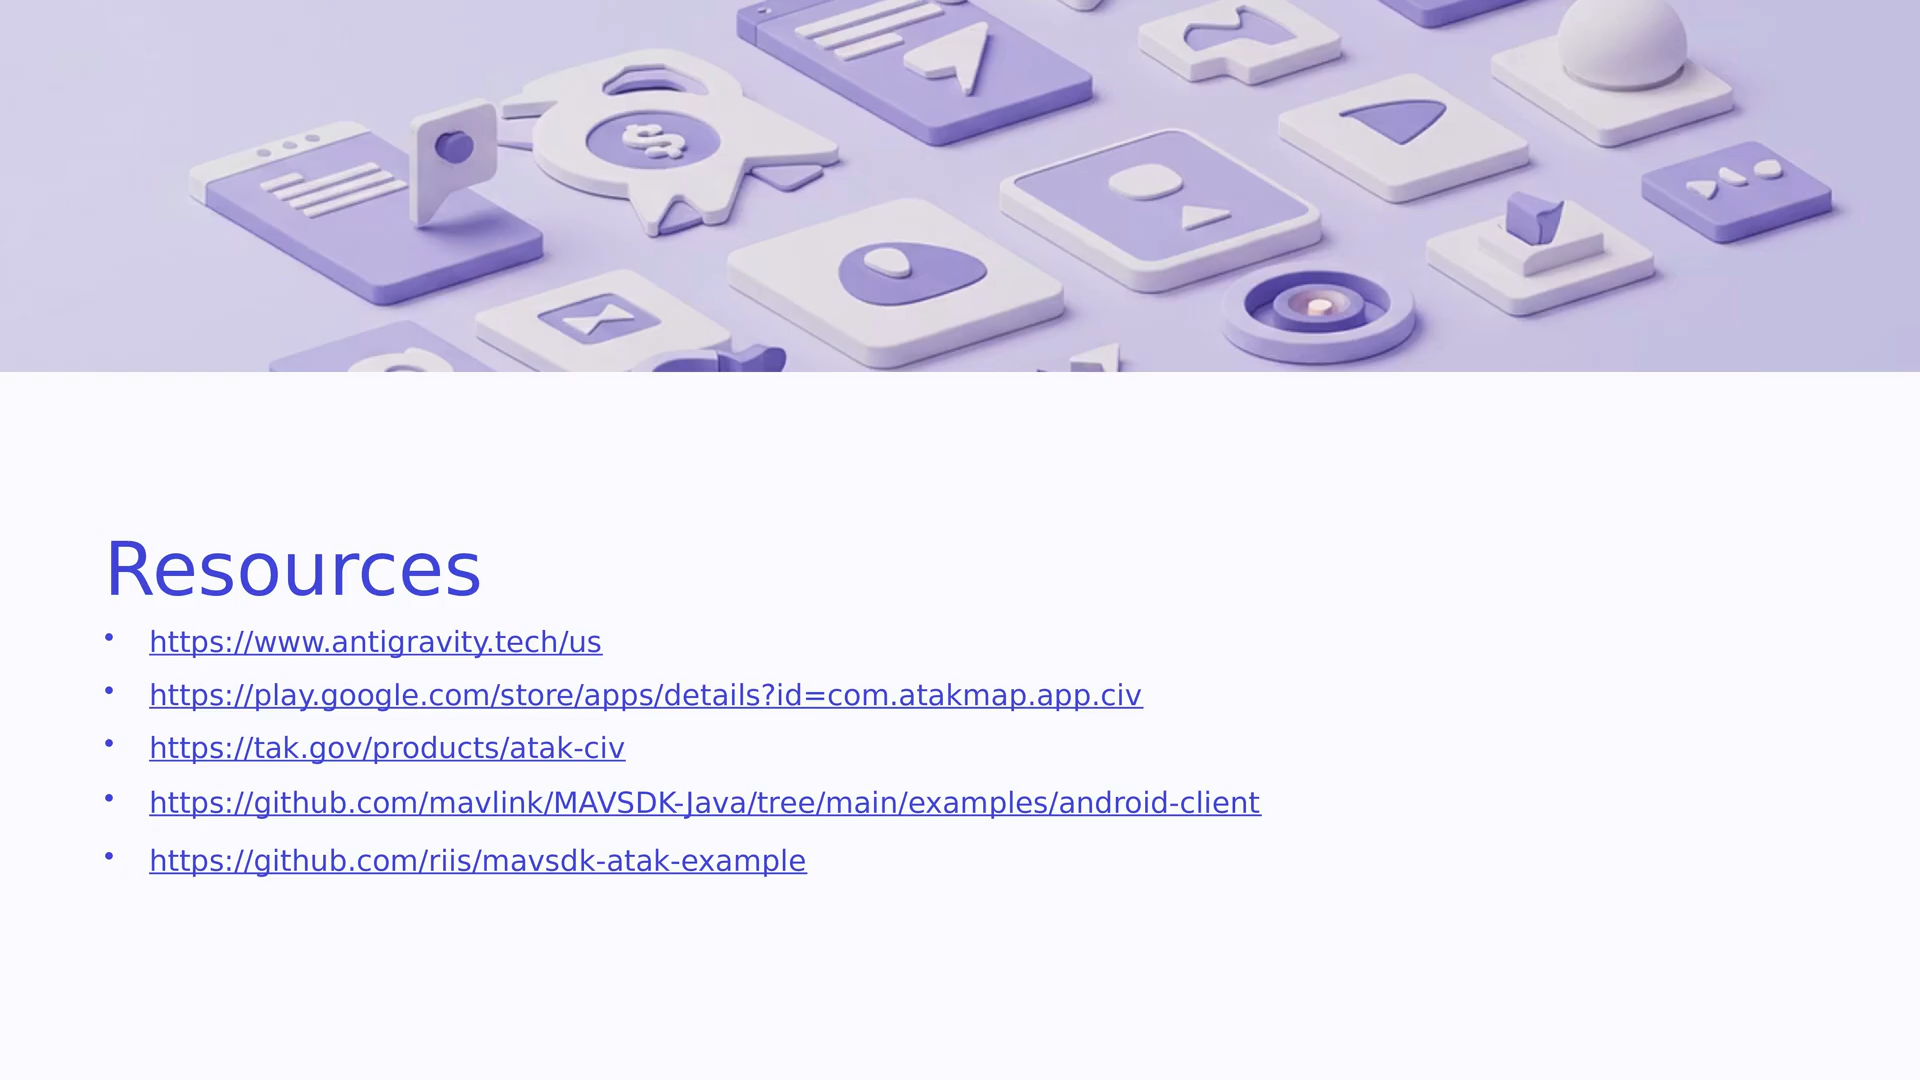 $
Resources
• https://www.antigravity.tech/us
• https://play.google.com/store/apps/details?id=com.atakmap.app.civ
• https://tak.gov/products/atak-civ
• https://github.com/mavlink/MAVSDK-Java/tree/main/examples/android-client
• https://github.com/riis/mavsdk-atak-example